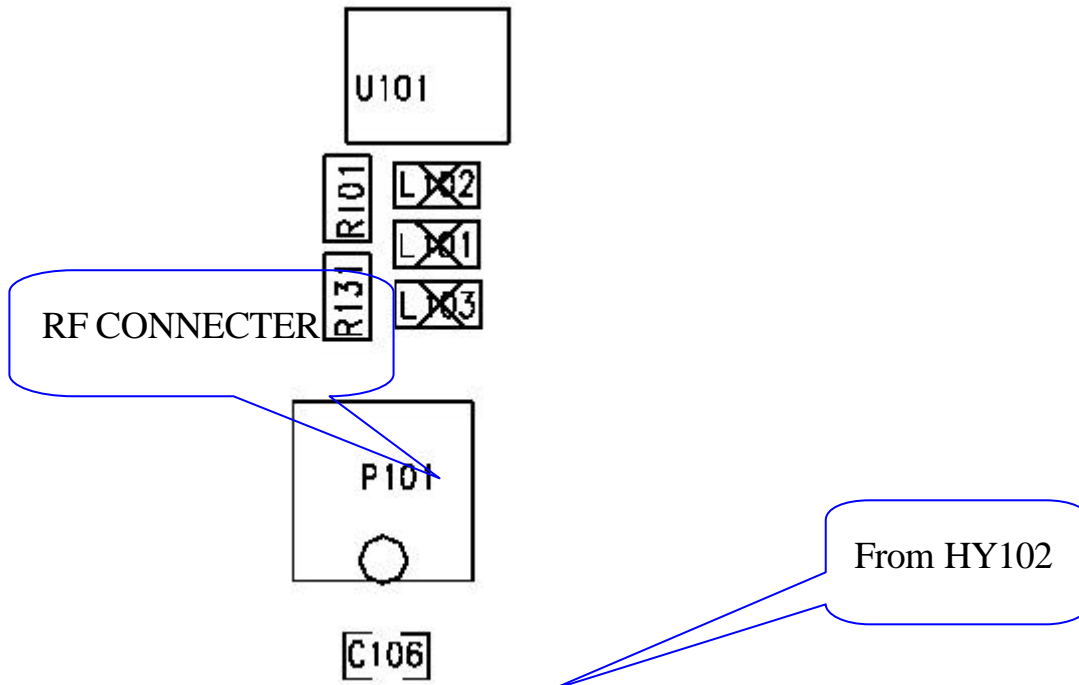 U101
R101
L102
L101
R131
L103
RF CONNECTER
P101
From HY102
C106